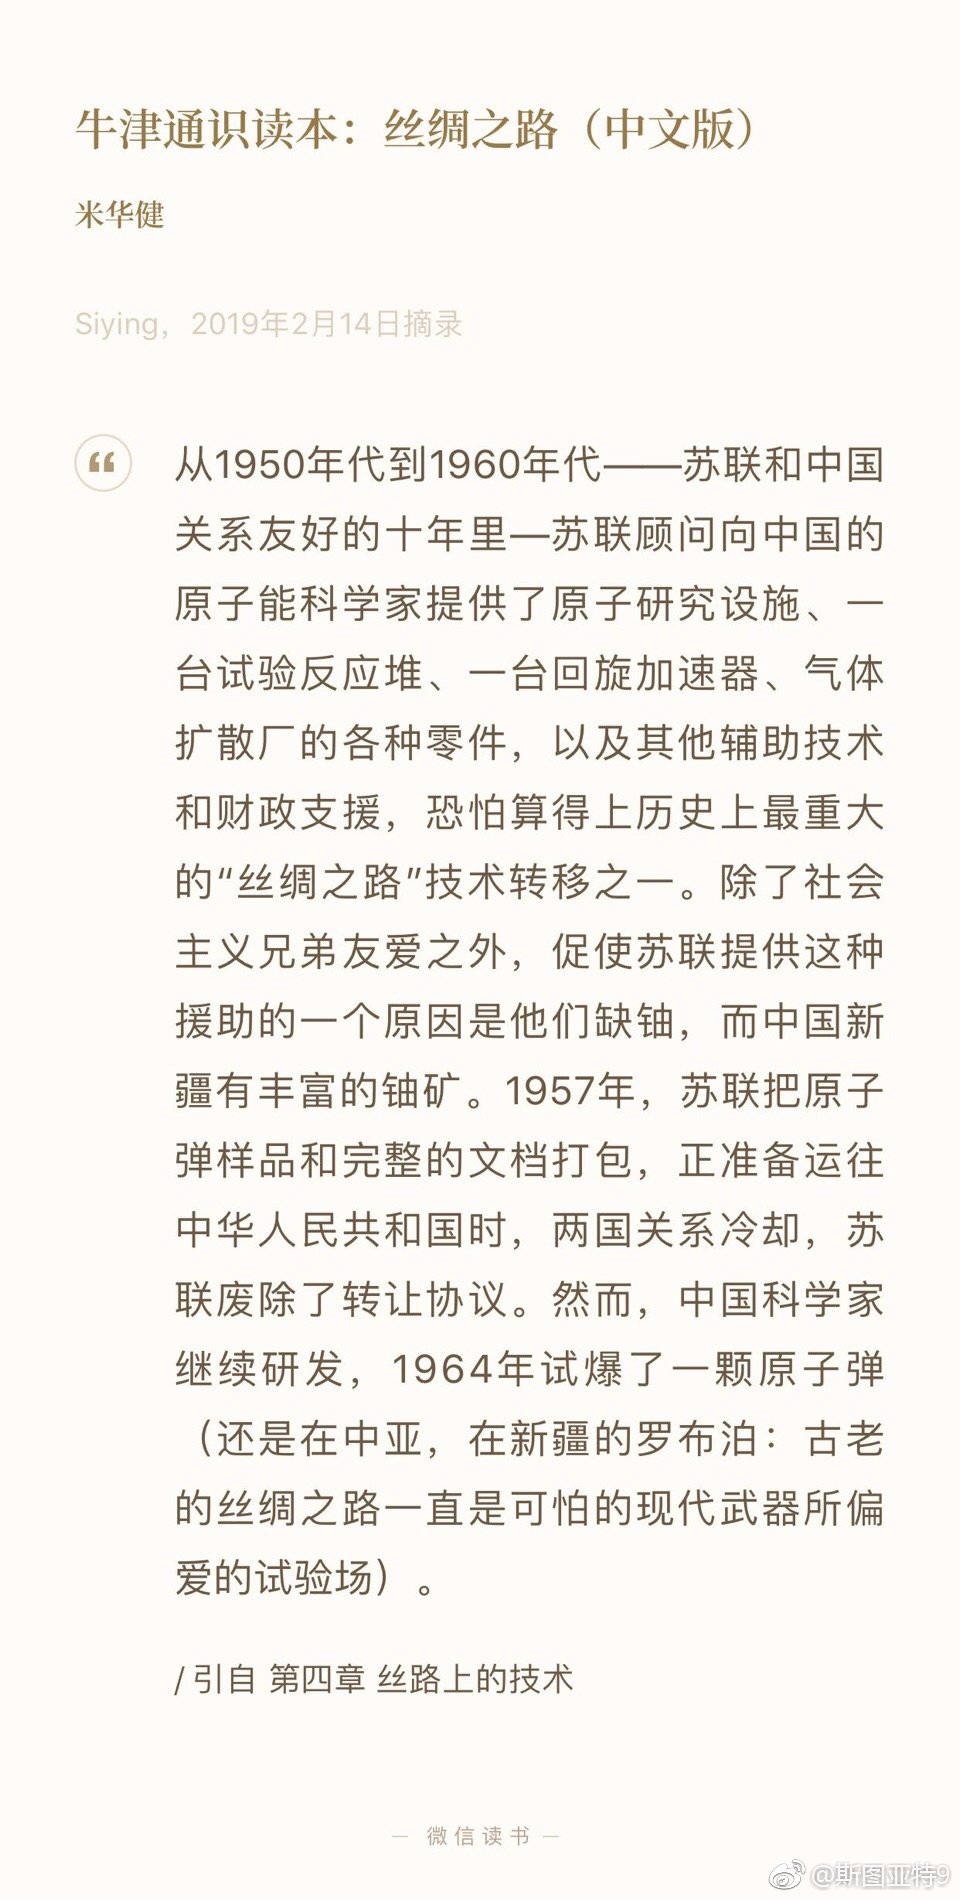 牛津通识读本：丝绸之路（中文版）
米华健
Siying，2019年2月14日摘录
“
从1950年代到1960年代——苏联和中国
关系友好的十年里—苏联顾问向中国的
原子能科学家提供了原子研究设施、一
台试验反应堆、一台回旋加速器、气体
扩散厂的各种零件，以及其他辅助技术
和财政支援，恐怕算得上历史上最重大
的“丝绸之路”技术转移之一。除了社会
主义兄弟友爱之外，促使苏联提供这种
援助的一个原因是他们缺铀，而中国新
疆有丰富的铀矿。1957年，苏联把原子
弹样品和完整的文档打包，正准备运往
中华人民共和国时，两国关系冷却，苏
联废除了转让协议。然而，中国科学家
继续研发，1964年试爆了一颗原子弹
（还是在中亚，在新疆的罗布泊：古老
的丝绸之路一直是可怕的现代武器所偏
爱的试验场）。
/ 引自 第四章 丝路上的技术
— 微信读书 —
@斯图亚特9